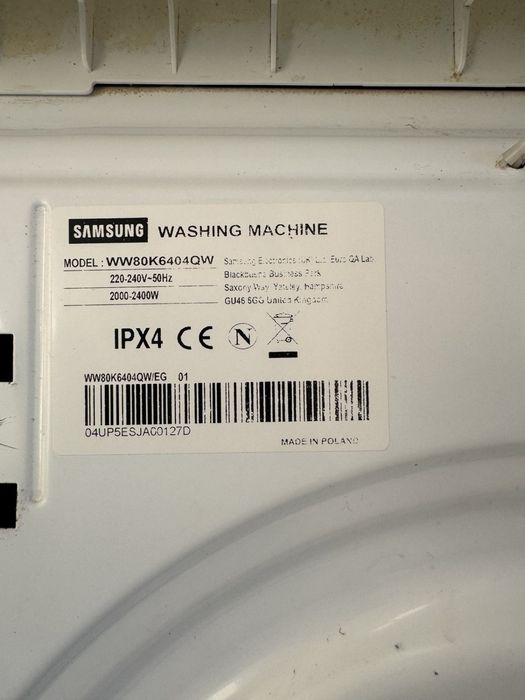 SAMSUNG WASHING MACHINE
MODEL : WW80K6404QW
220-240V~50Hz
2000-2400W
Samsung Electronics (UK) Ltd, Euro QA Lab
Blackbushe Business Park
Saxony Way, Yateley, Hampshire
GU46 6GG United Kingdom
IPX4 CE N
WW80K6404QW/EG 01
04UP5ESJAC0127D
MADE IN POLAND